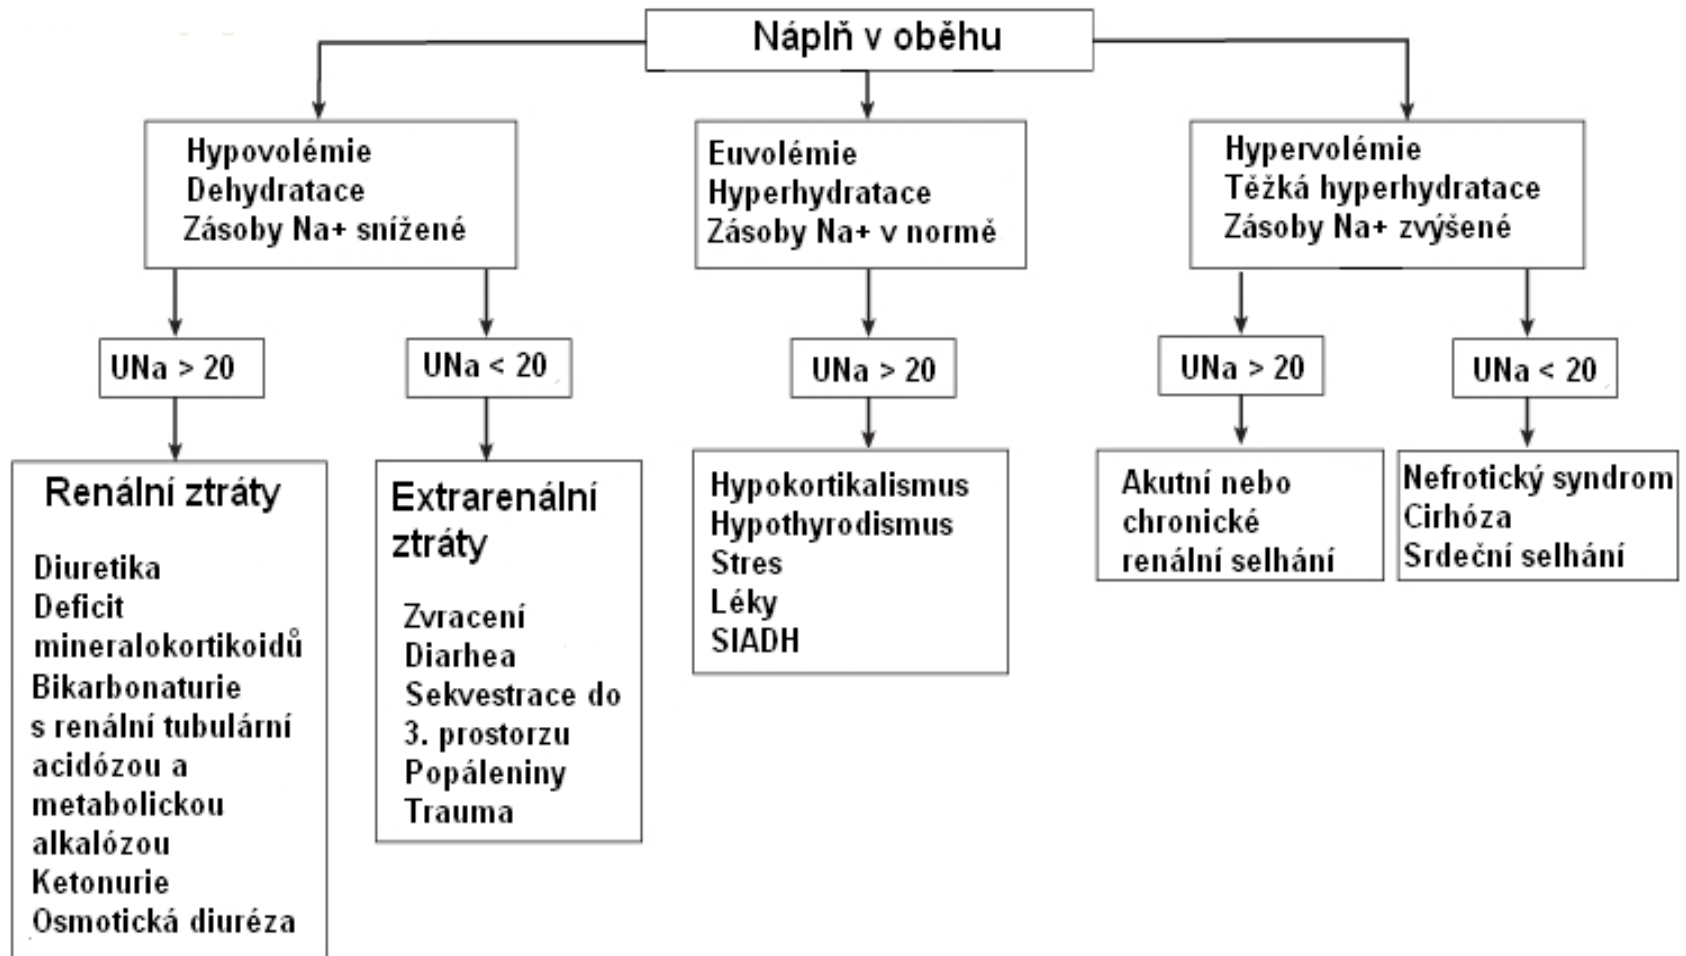 Náplň v oběhu
Hypovolémie
Dehydratace
Zásoby Na+ snížené
Euvolémie
Hyperhydratace
Zásoby Na+ v normě
Hypervolémie
Těžká hyperhydratace
Zásoby Na+ zvýšené
UNa > 20
UNa < 20
UNa > 20
UNa > 20
UNa < 20
Renální ztráty
Diuretika
Deficit
mineralokortikoidů
Bikarbonaturie
s renální tubulární
acidózou a
metabolickou
alkalózou
Ketonurie
Osmotická diuréza
Extrarenální
ztráty
Zvracení
Diarhea
Sekvestrace do
3. prostorzu
Popáleniny
Trauma
Hypokortikalismus
Hypothyrodismus
Stres
Léky
SIADH
Akutní nebo
chronické
renální selhání
Nefrotický syndrom
Cirhóza
Srdeční selhání